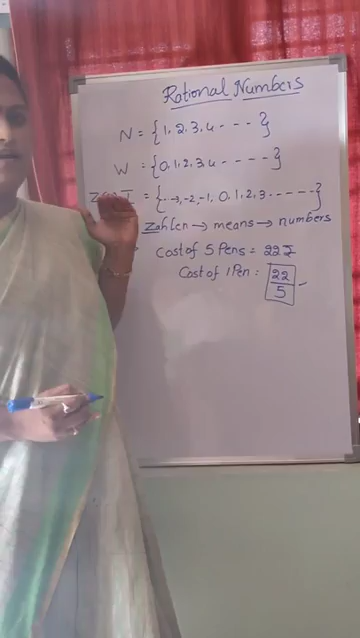 Rational Numbers
N = {1, 2, 3, 4 - - - - }
W = {0, 1, 2, 3, 4 - - - - - }
I = {... -3, -2, -1, 0, 1, 2, 3 - - - - - - }
Zahlen → means → numbers
Cost of 5 Pens = 22 ₹
Cost of 1 Pen : 22/5